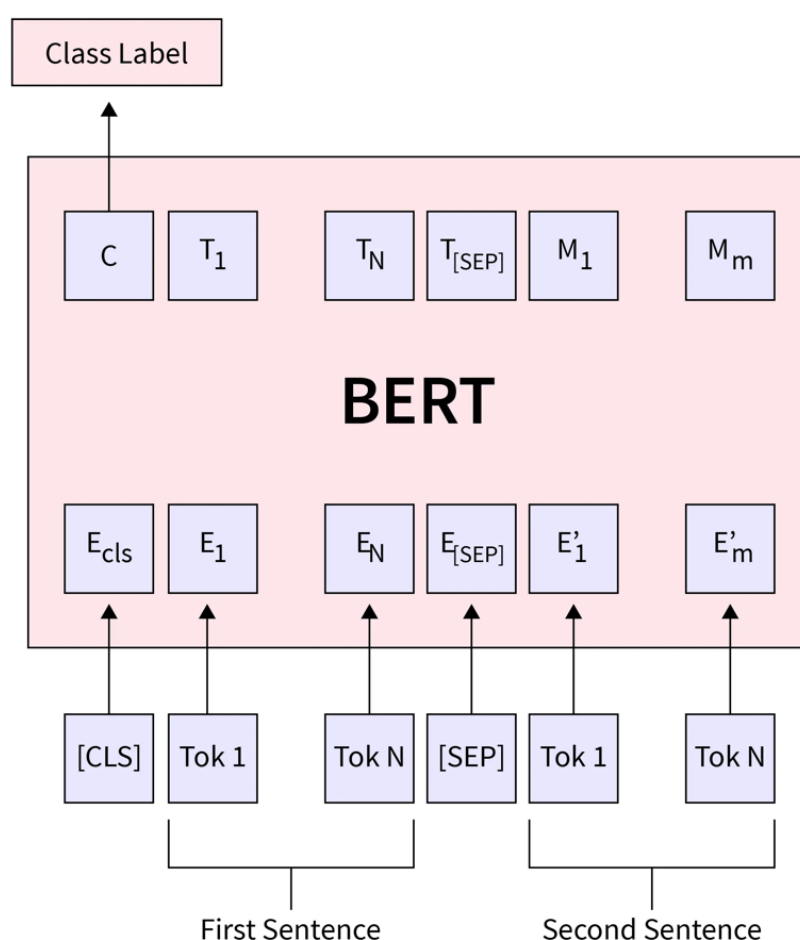 Class Label
C T1 TN T[SEP] M1 Mm
BERT
Ecls E1 EN E[SEP] E’1 E’m
[CLS] Tok 1 Tok N [SEP] Tok 1 Tok N
First Sentence Second Sentence